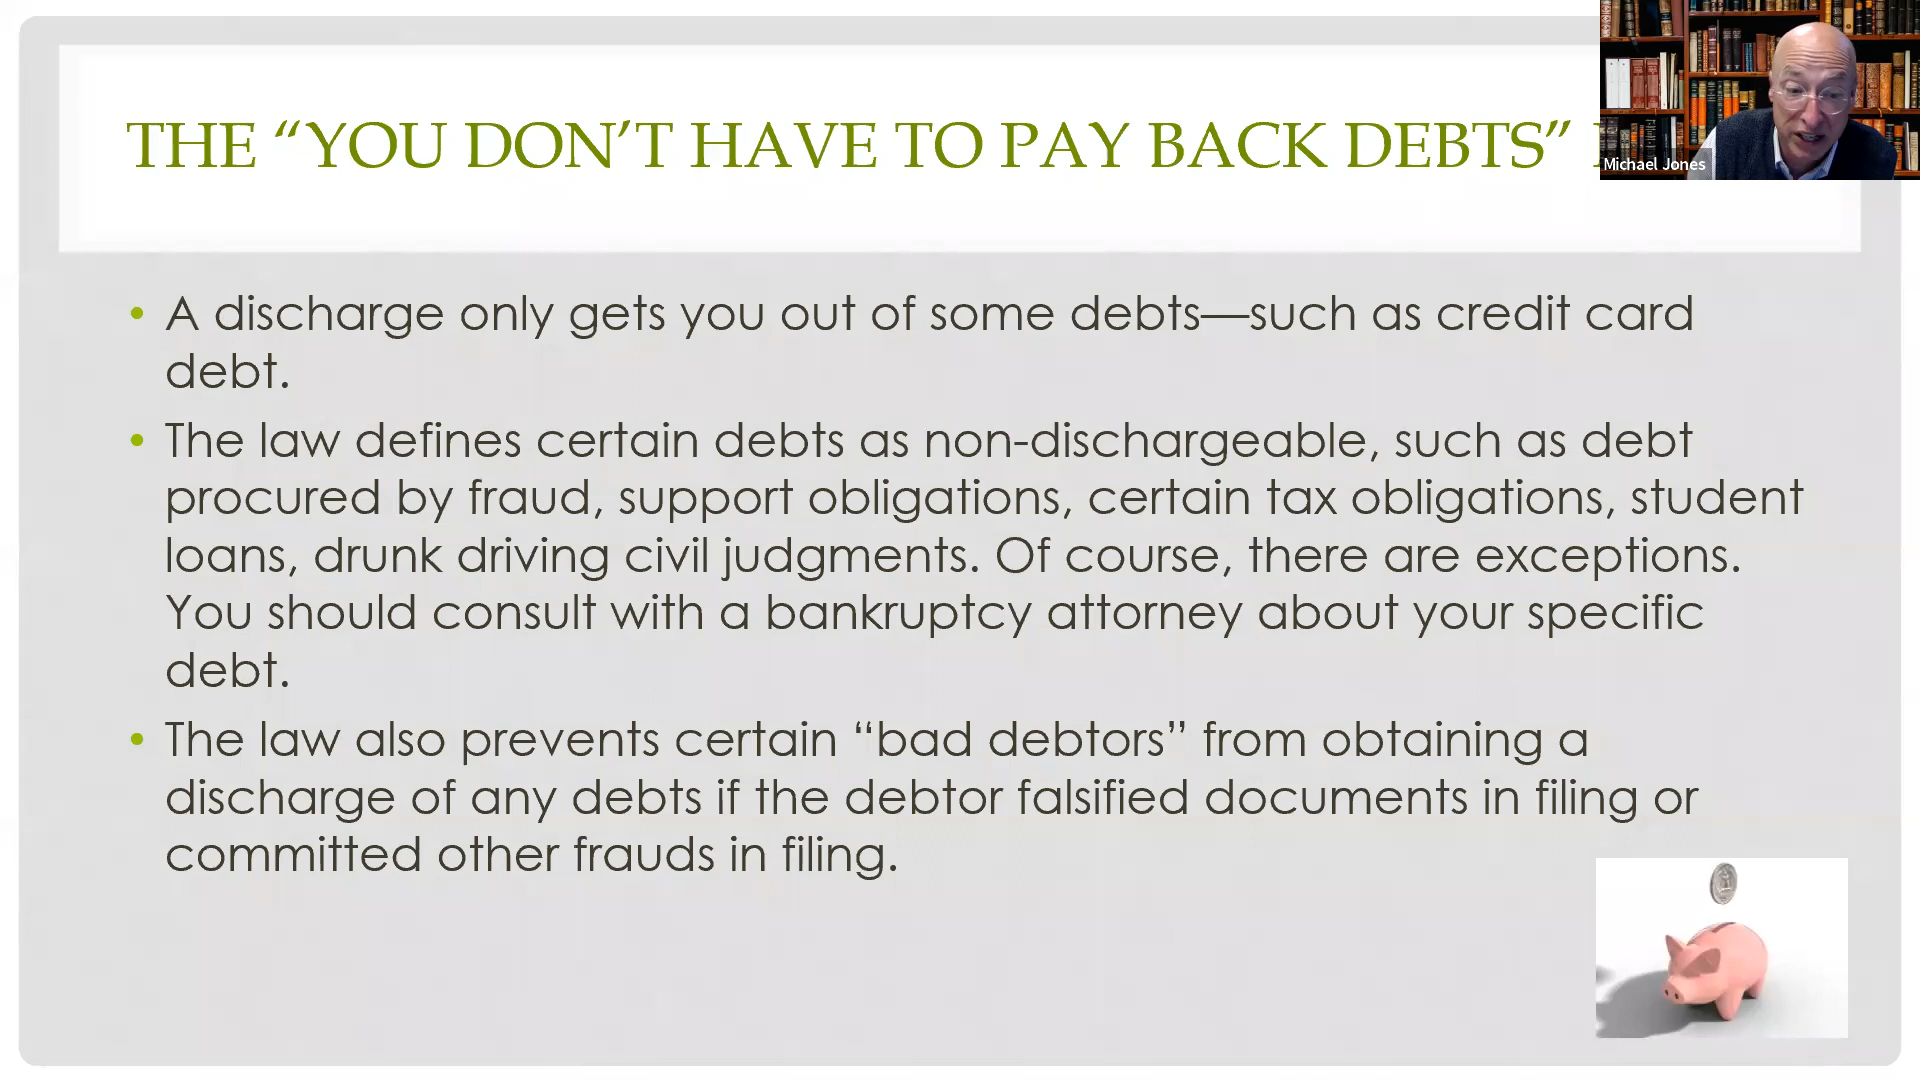 THE “YOU DON’T HAVE TO PAY BACK DEBTS”
Michael Jones
• A discharge only gets you out of some debts—such as credit card
debt.
• The law defines certain debts as non-dischargeable, such as debt
procured by fraud, support obligations, certain tax obligations, student
loans, drunk driving civil judgments. Of course, there are exceptions.
You should consult with a bankruptcy attorney about your specific
debt.
• The law also prevents certain “bad debtors” from obtaining a
discharge of any debts if the debtor falsified documents in filing or
committed other frauds in filing.